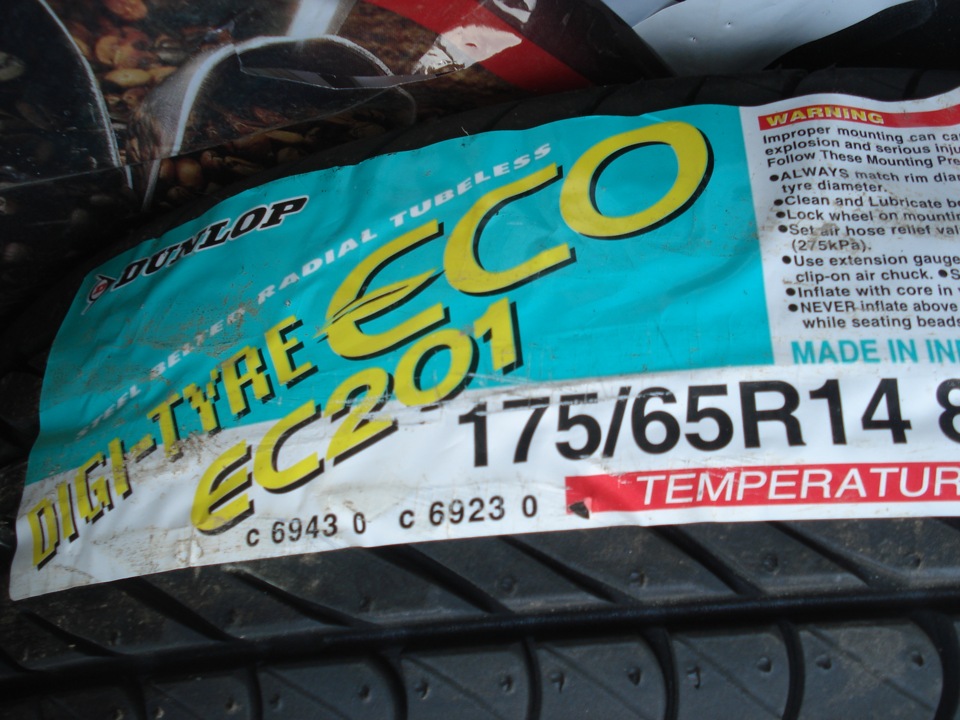 DUNLOP
STEEL BELTED RADIAL TUBELESS
DIGI-TYRE ECO
EC201
175/65R14 8
c 6943 0 c 6923 0
TEMPERATUR
WARNING
Improper mounting can ca
explosion and serious inju
Follow These Mounting Pre
•ALWAYS match rim dia
tyre diameter.
•Clean and Lubricate be
•Lock wheel on mountin
•Set air hose relief val
(275kPa).
•Use extension gauge
clip-on air chuck. •S
•Inflate with core in
•NEVER inflate above
while seating beads
MADE IN IN